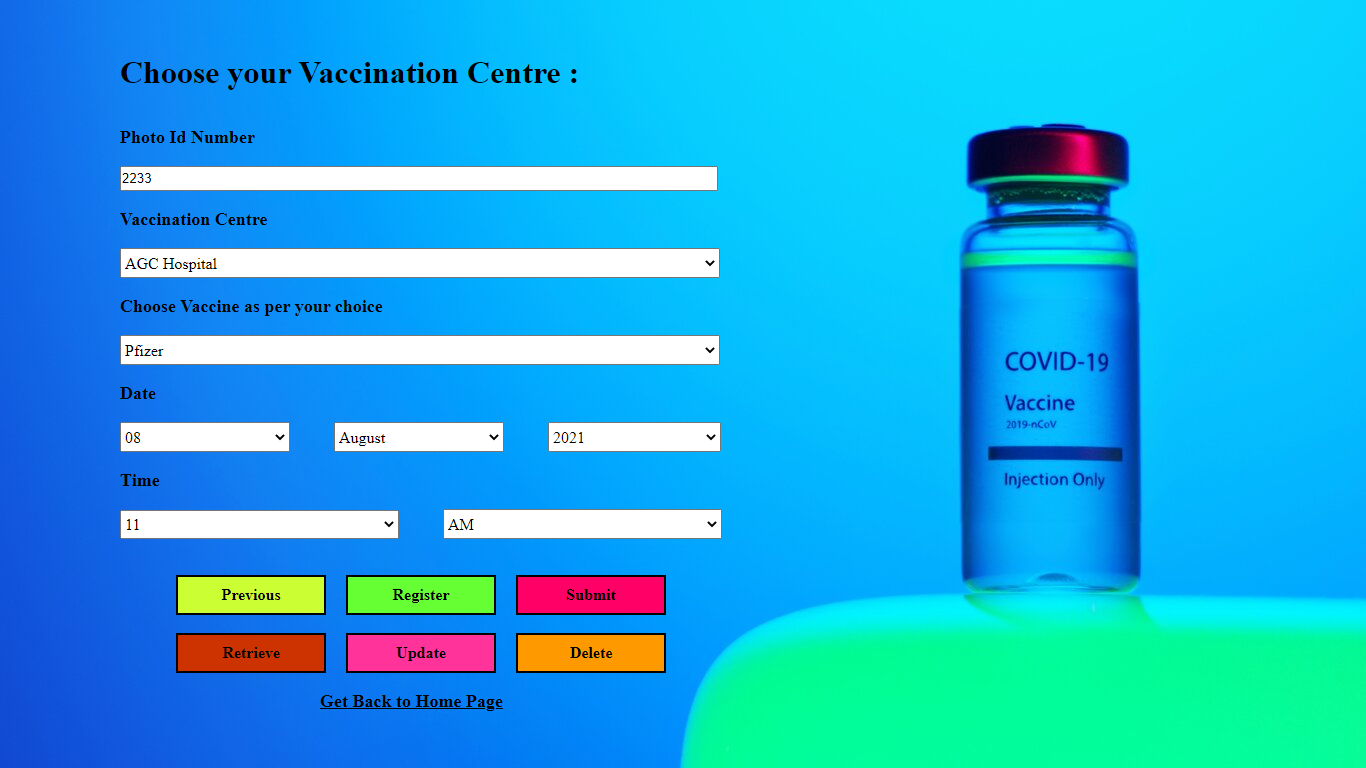 Choose your Vaccination Centre :
Photo Id Number
2233
Vaccination Centre
AGC Hospital
Choose Vaccine as per your choice
Pfizer
Date
08 August 2021
Time
11 AM
Previous Register Submit
Retrieve Update Delete
Get Back to Home Page
COVID-19
Vaccine
2019-nCoV
Injection Only